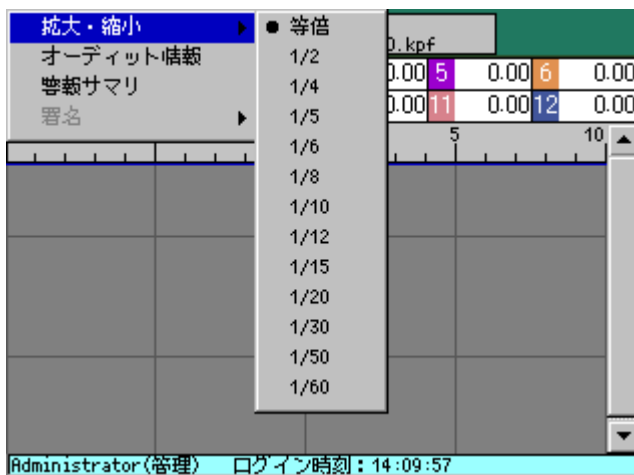 拡大・縮小
オーディット情報
警報サマリ
署名
等倍
1/2
1/4
1/5
1/6
1/8
1/10
1/12
1/15
1/20
1/30
1/50
1/60
0.kpf
0.00 5 0.00 6 0.00
0.00 11 0.00 12 0.00
5 10
Administrator(管理) ログイン時刻:14:09:57